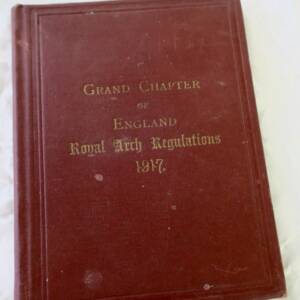 GRAND CHAPTER
OF
ENGLAND
Royal Arch Regulations
1917.